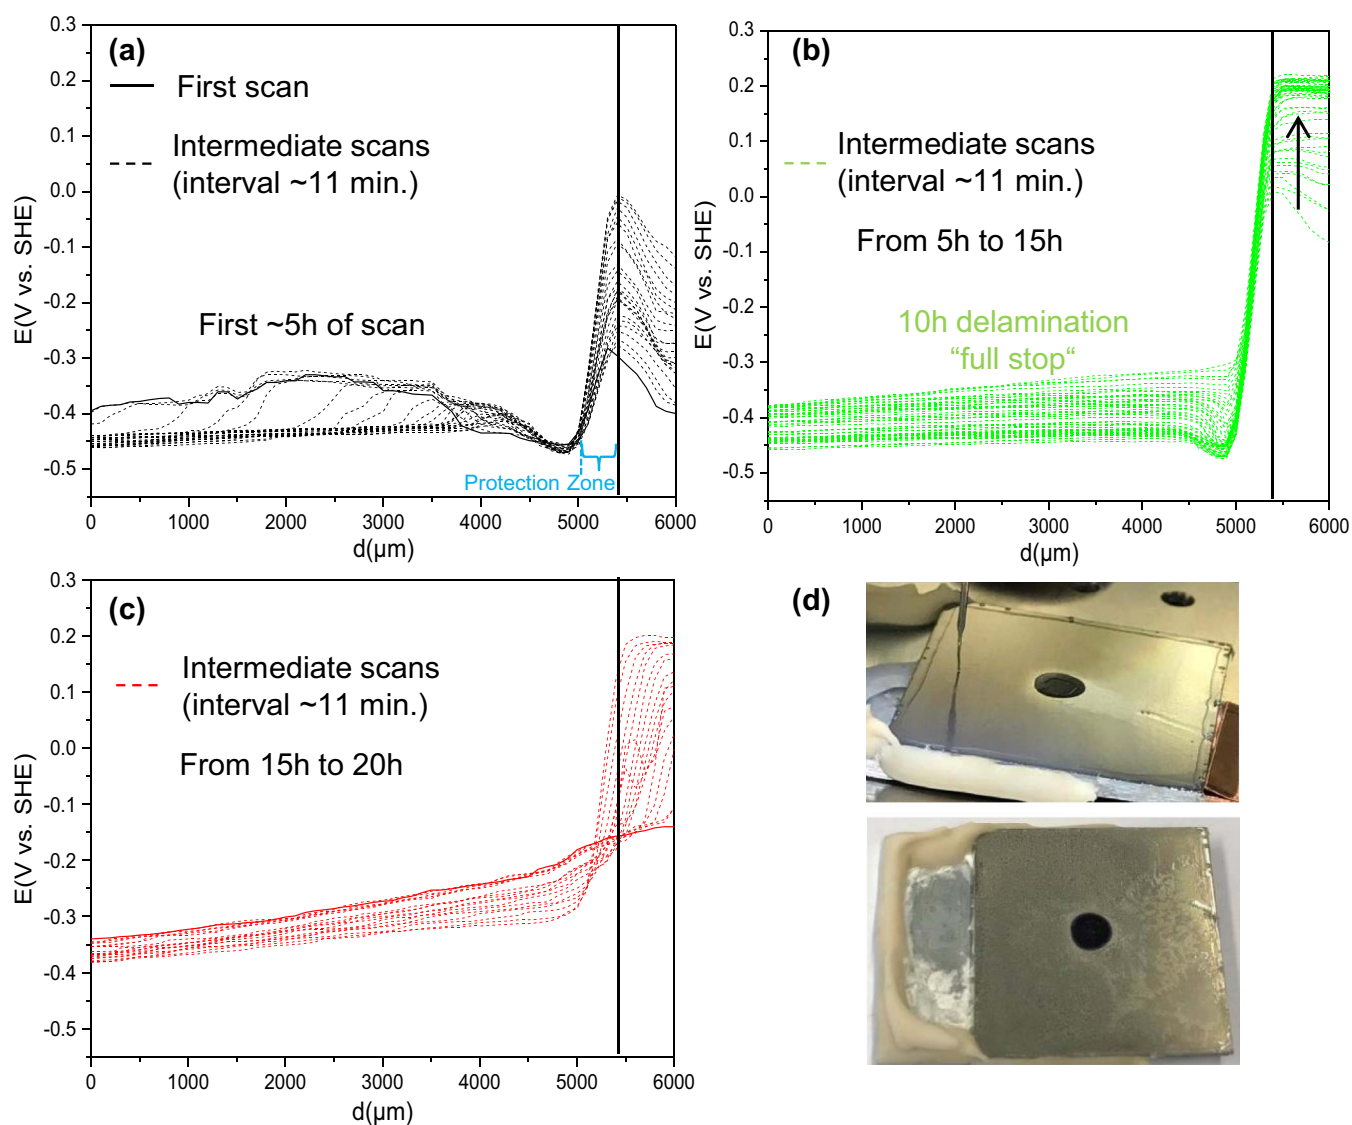 (a)
First scan
Intermediate scans
(interval ~11 min.)
First ~5h of scan
Protection Zone
E(V vs. SHE)
0.3
0.2
0.1
0.0
-0.1
-0.2
-0.3
-0.4
-0.5
0 1000 2000 3000 4000 5000 6000
d(µm)
(b)
Intermediate scans
(interval ~11 min.)
From 5h to 15h
10h delamination
“full stop“
E(V vs. SHE)
0.3
0.2
0.1
0.0
-0.1
-0.2
-0.3
-0.4
-0.5
0 1000 2000 3000 4000 5000 6000
d(µm)
(c)
Intermediate scans
(interval ~11 min.)
From 15h to 20h
E(V vs. SHE)
0.3
0.2
0.1
0.0
-0.1
-0.2
-0.3
-0.4
-0.5
0 1000 2000 3000 4000 5000 6000
d(µm)
(d)